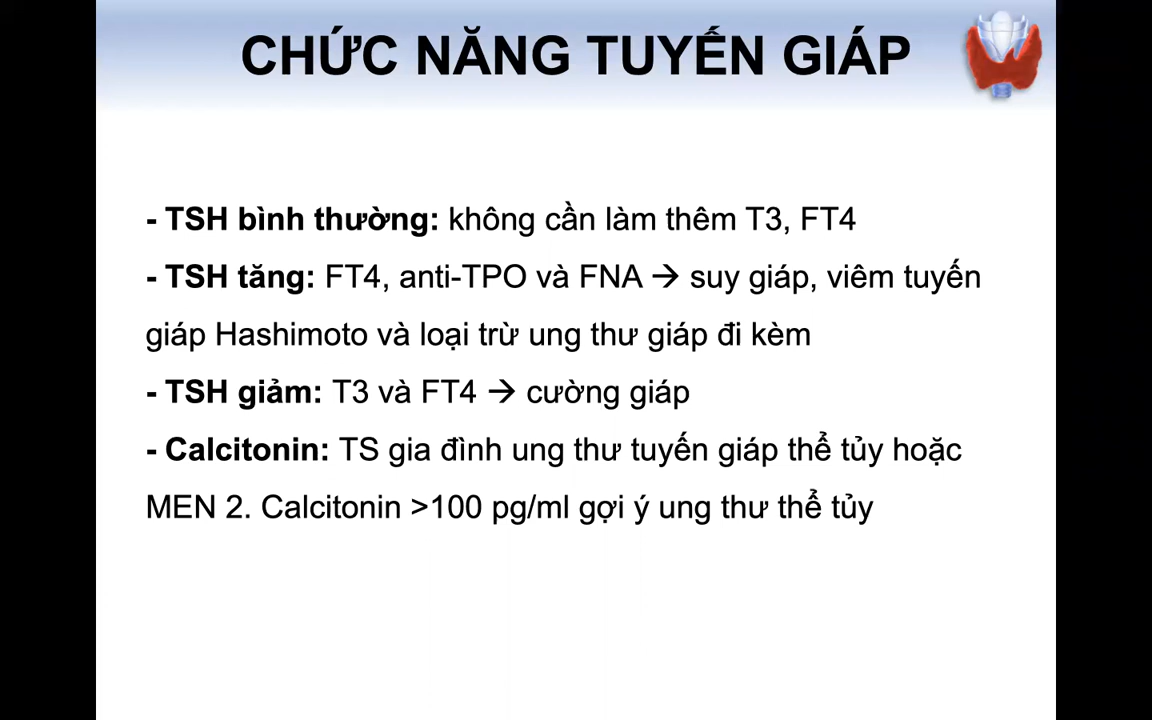 CHỨC NĂNG TUYẾN GIÁP
- TSH bình thường: không cần làm thêm T3, FT4
- TSH tăng: FT4, anti-TPO và FNA → suy giáp, viêm tuyến
giáp Hashimoto và loại trừ ung thư giáp đi kèm
- TSH giảm: T3 và FT4 → cường giáp
- Calcitonin: TS gia đình ung thư tuyến giáp thể tủy hoặc
MEN 2. Calcitonin >100 pg/ml gợi ý ung thư thể tủy